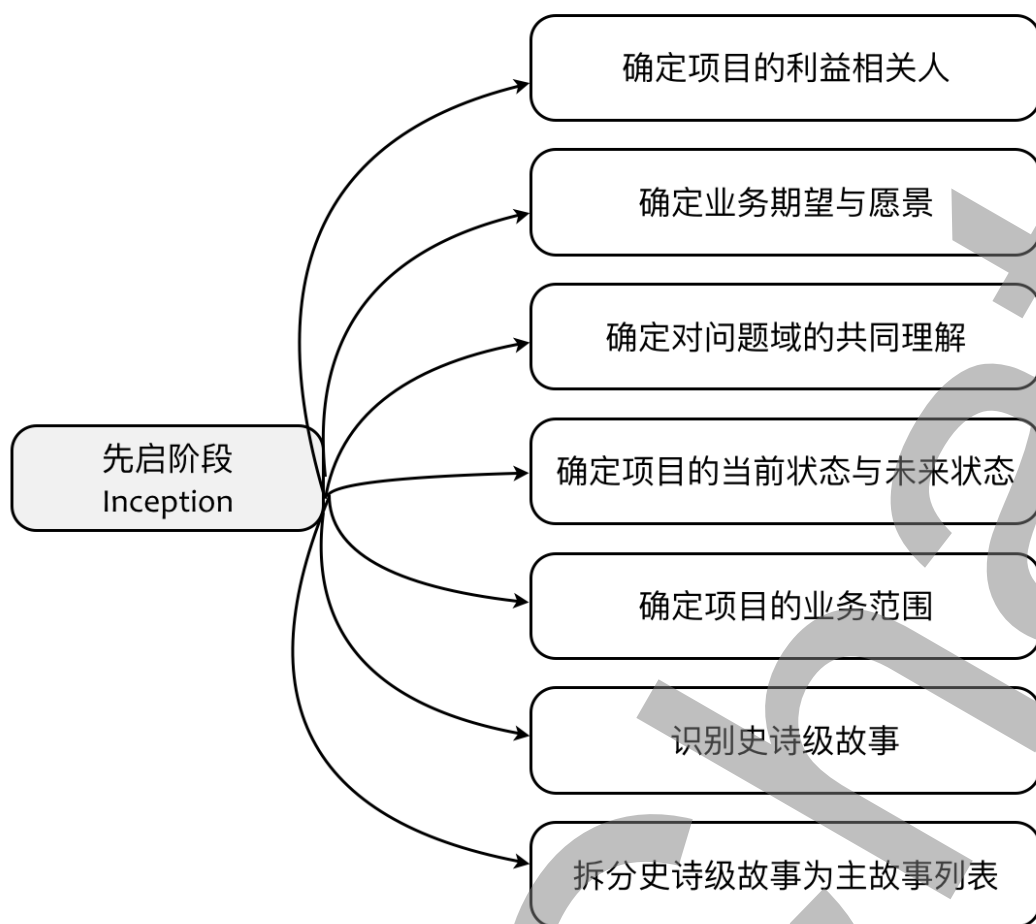 确定项目的利益相关人
确定业务期望与愿景
确定对问题域的共同理解
先启阶段
Inception
确定项目的当前状态与未来状态
确定项目的业务范围
识别史诗级故事
拆分史诗级故事为主故事列表